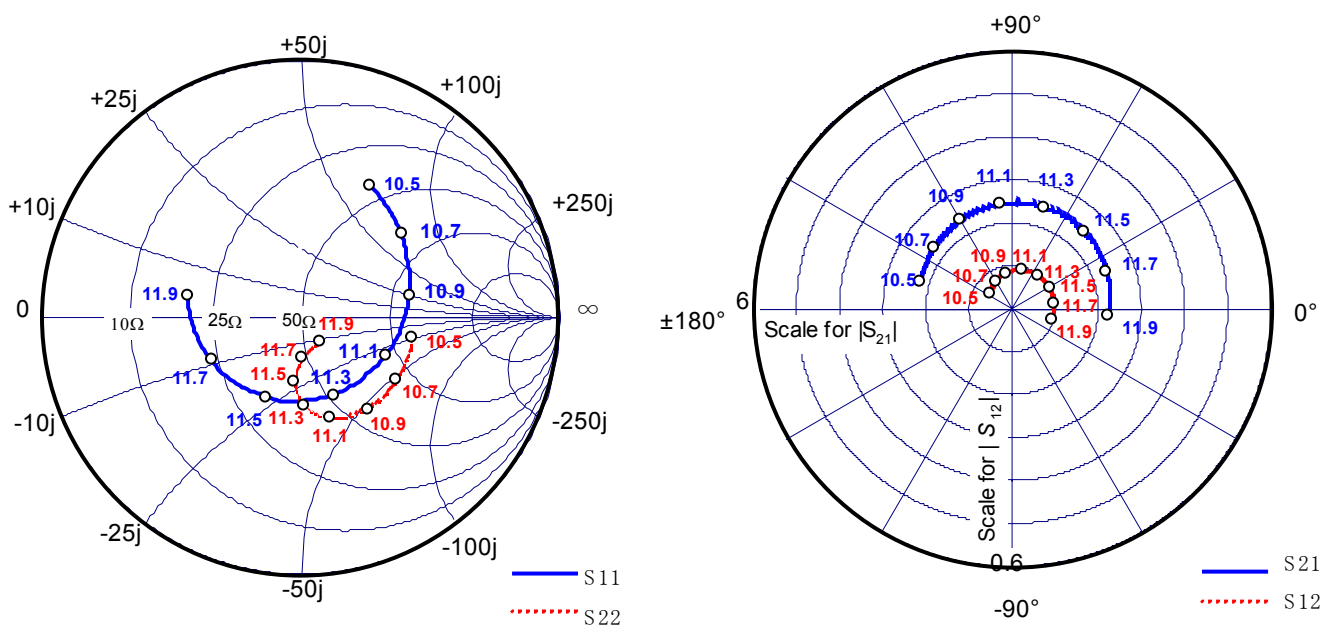 +50j
+25j
+100j
+10j
+250j
10.5
10.7
10.9
11.9
0
10Ω
25Ω
50Ω
11.9
∞
11.7
11.1
10.5
11.7
11.5
11.3
10.7
11.5
11.3
10.9
11.1
-10j
-250j
-25j
-100j
-50j
S11
S22
+90°
11.1
11.3
10.9
11.5
10.7
10.9
11.1
11.7
10.5
10.7
11.3
11.5
10.5
11.7
6
±180°
11.9
11.9
0°
Scale for |S21|
Scale for | S12|
0.6
-90°
S21
S12